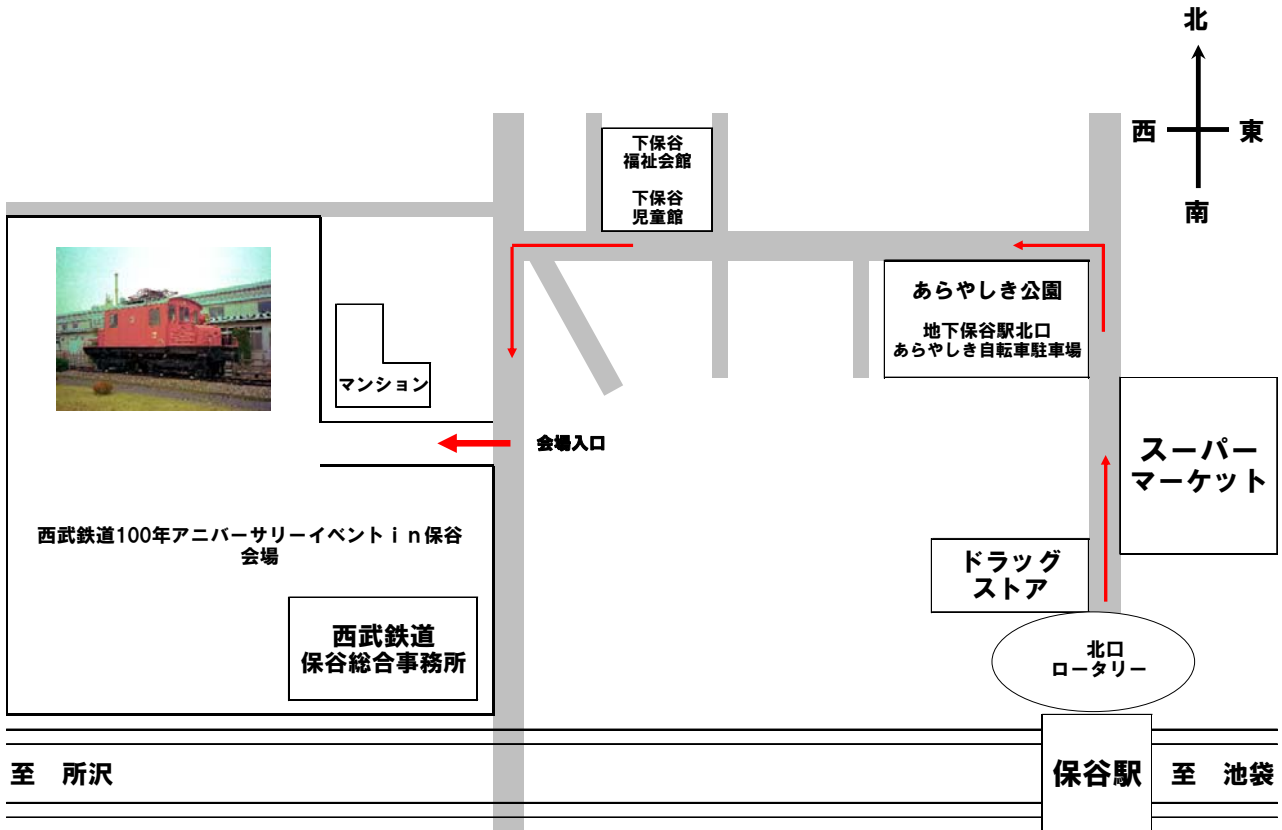 北
西
東
南
下保谷
福祉会館
下保谷
児童館
あらやしき公園
地下保谷駅北口
あらやしき自転車駐車場
マンション
会場入口
スーパー
マーケット
西武鉄道100年アニバーサリーイベントin保谷
会場
ドラッグ
ストア
西武鉄道
保谷総合事務所
北口
ロータリー
至 所沢
保谷駅
至 池袋